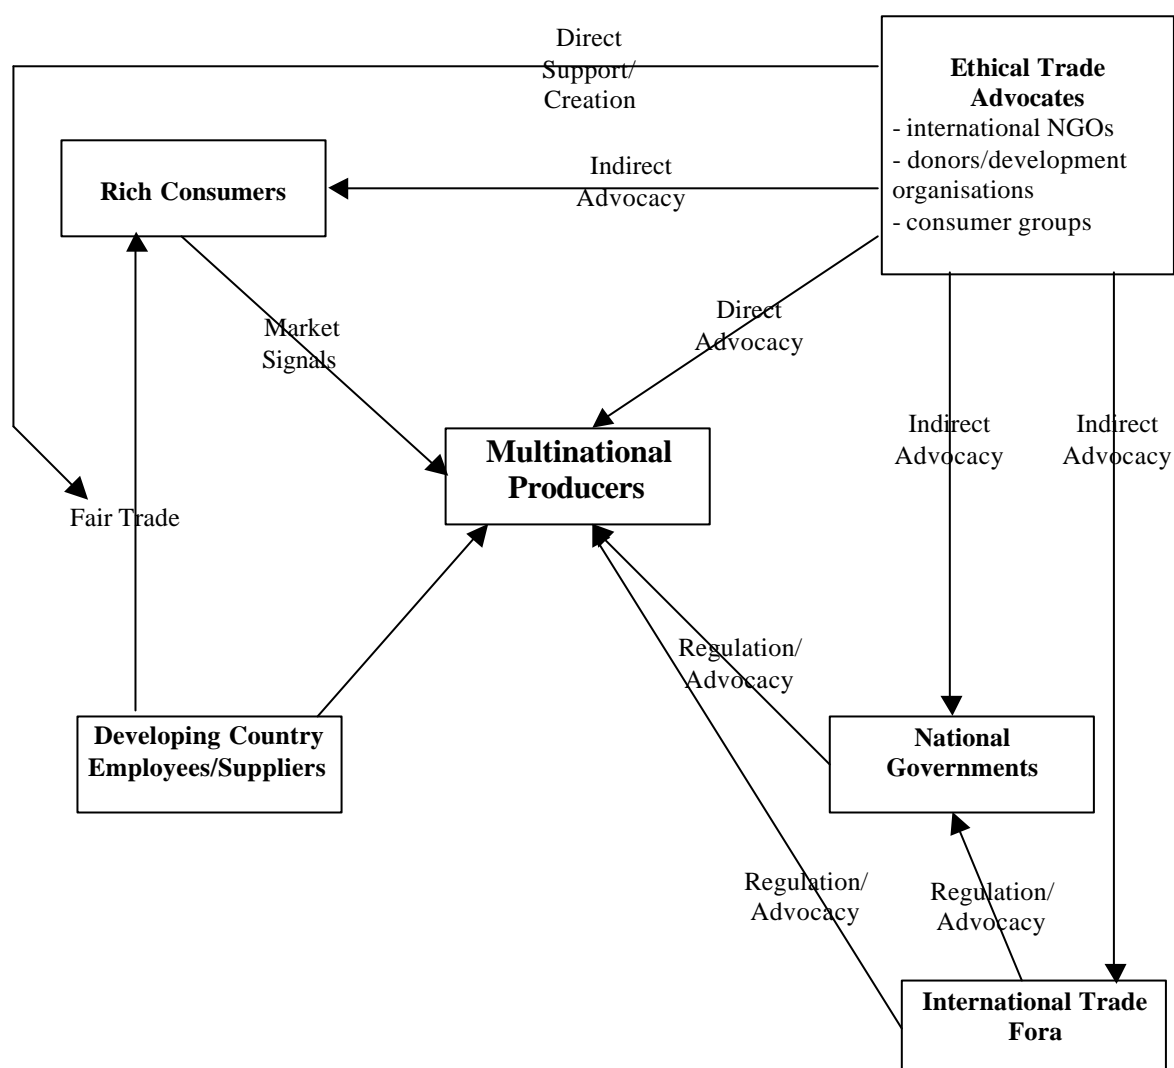 Direct
Support/
Creation
Ethical Trade
Advocates
- international NGOs
- donors/development
organisations
- consumer groups
Rich Consumers
Indirect
Advocacy
Market
Signals
Direct
Advocacy
Indirect
Advocacy
Indirect
Advocacy
Multinational
Producers
Fair Trade
Regulation/
Advocacy
Developing Country
Employees/Suppliers
National
Governments
Regulation/
Advocacy
Regulation/
Advocacy
International Trade
Fora